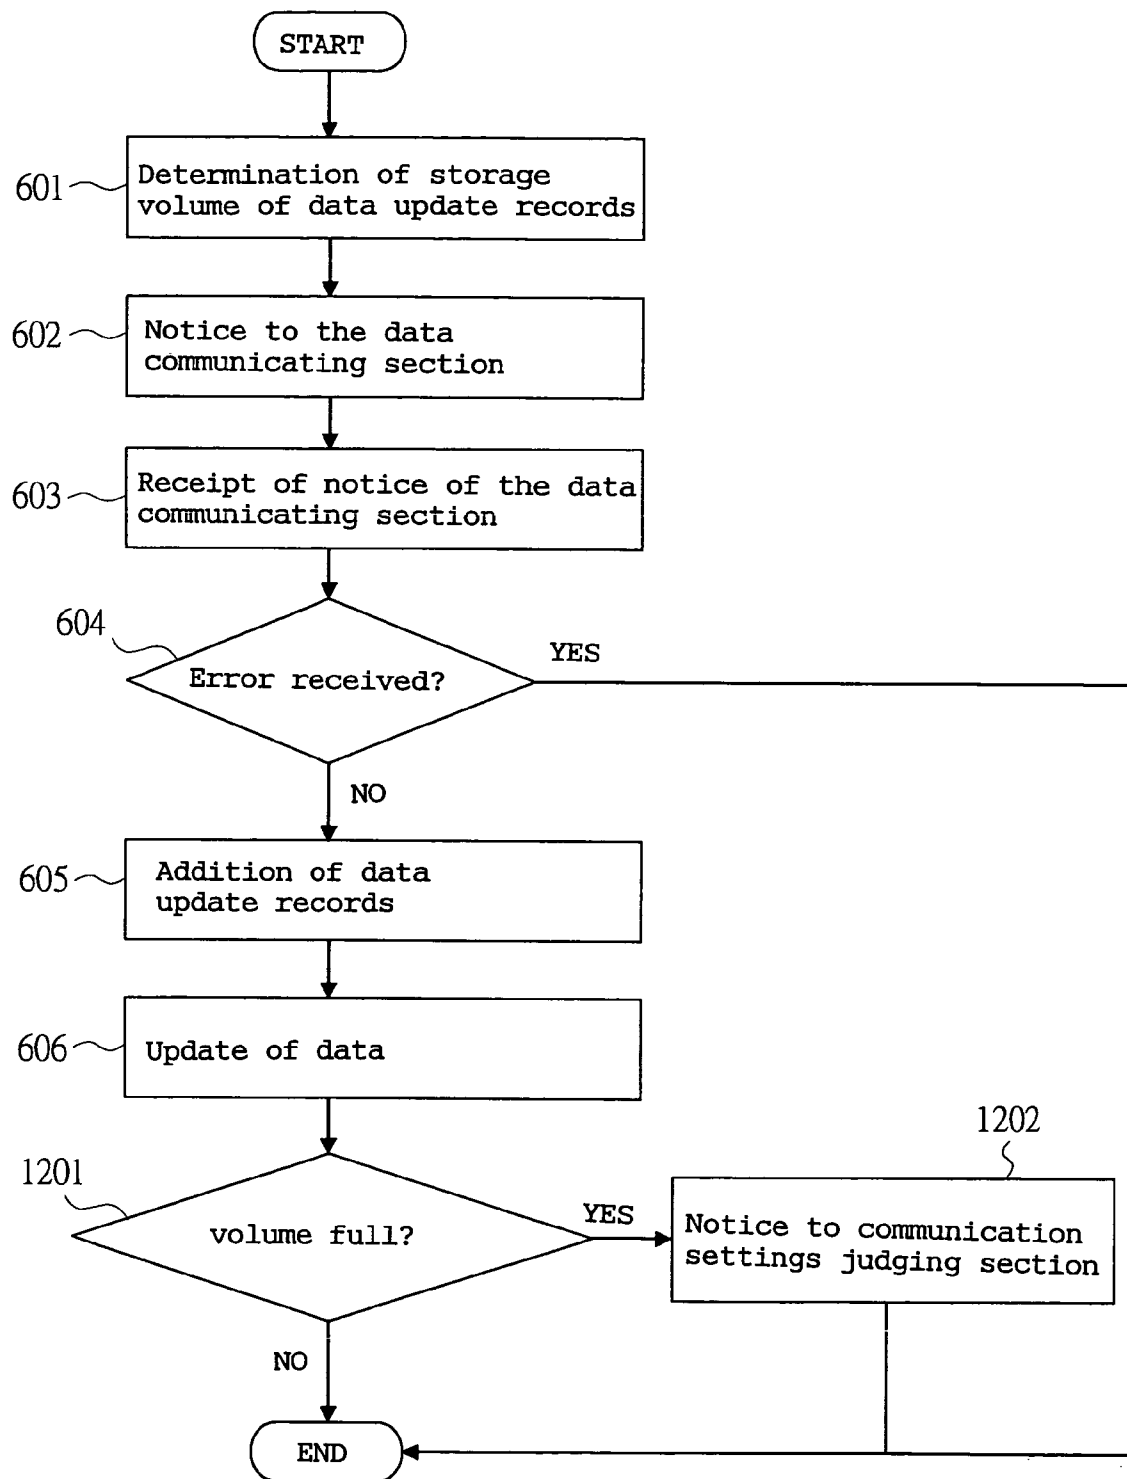 START
601
Determination of storage
volume of data update records
602
Notice to the data
communicating section
603
Receipt of notice of the data
communicating section
604
Error received?
YES
NO
605
Addition of data
update records
606
Update of data
1201
volume full?
YES
1202
Notice to communication
settings judging section
NO
END